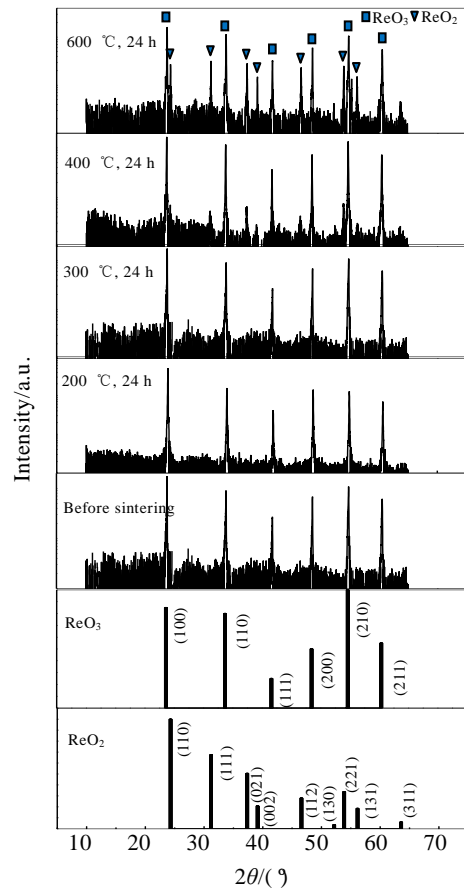 ReO3 ReO2
600 ℃, 24 h
400 ℃, 24 h
300 ℃, 24 h
200 ℃, 24 h
Before sintering
ReO3
(100)
(110)
(111)
(200)
(210)
(211)
ReO2
(110)
(111)
(021)
(002)
(112)
(130)
(221)
(131)
(311)
10 20 30 40 50 60 70
2θ/(°)
Intensity/a.u.